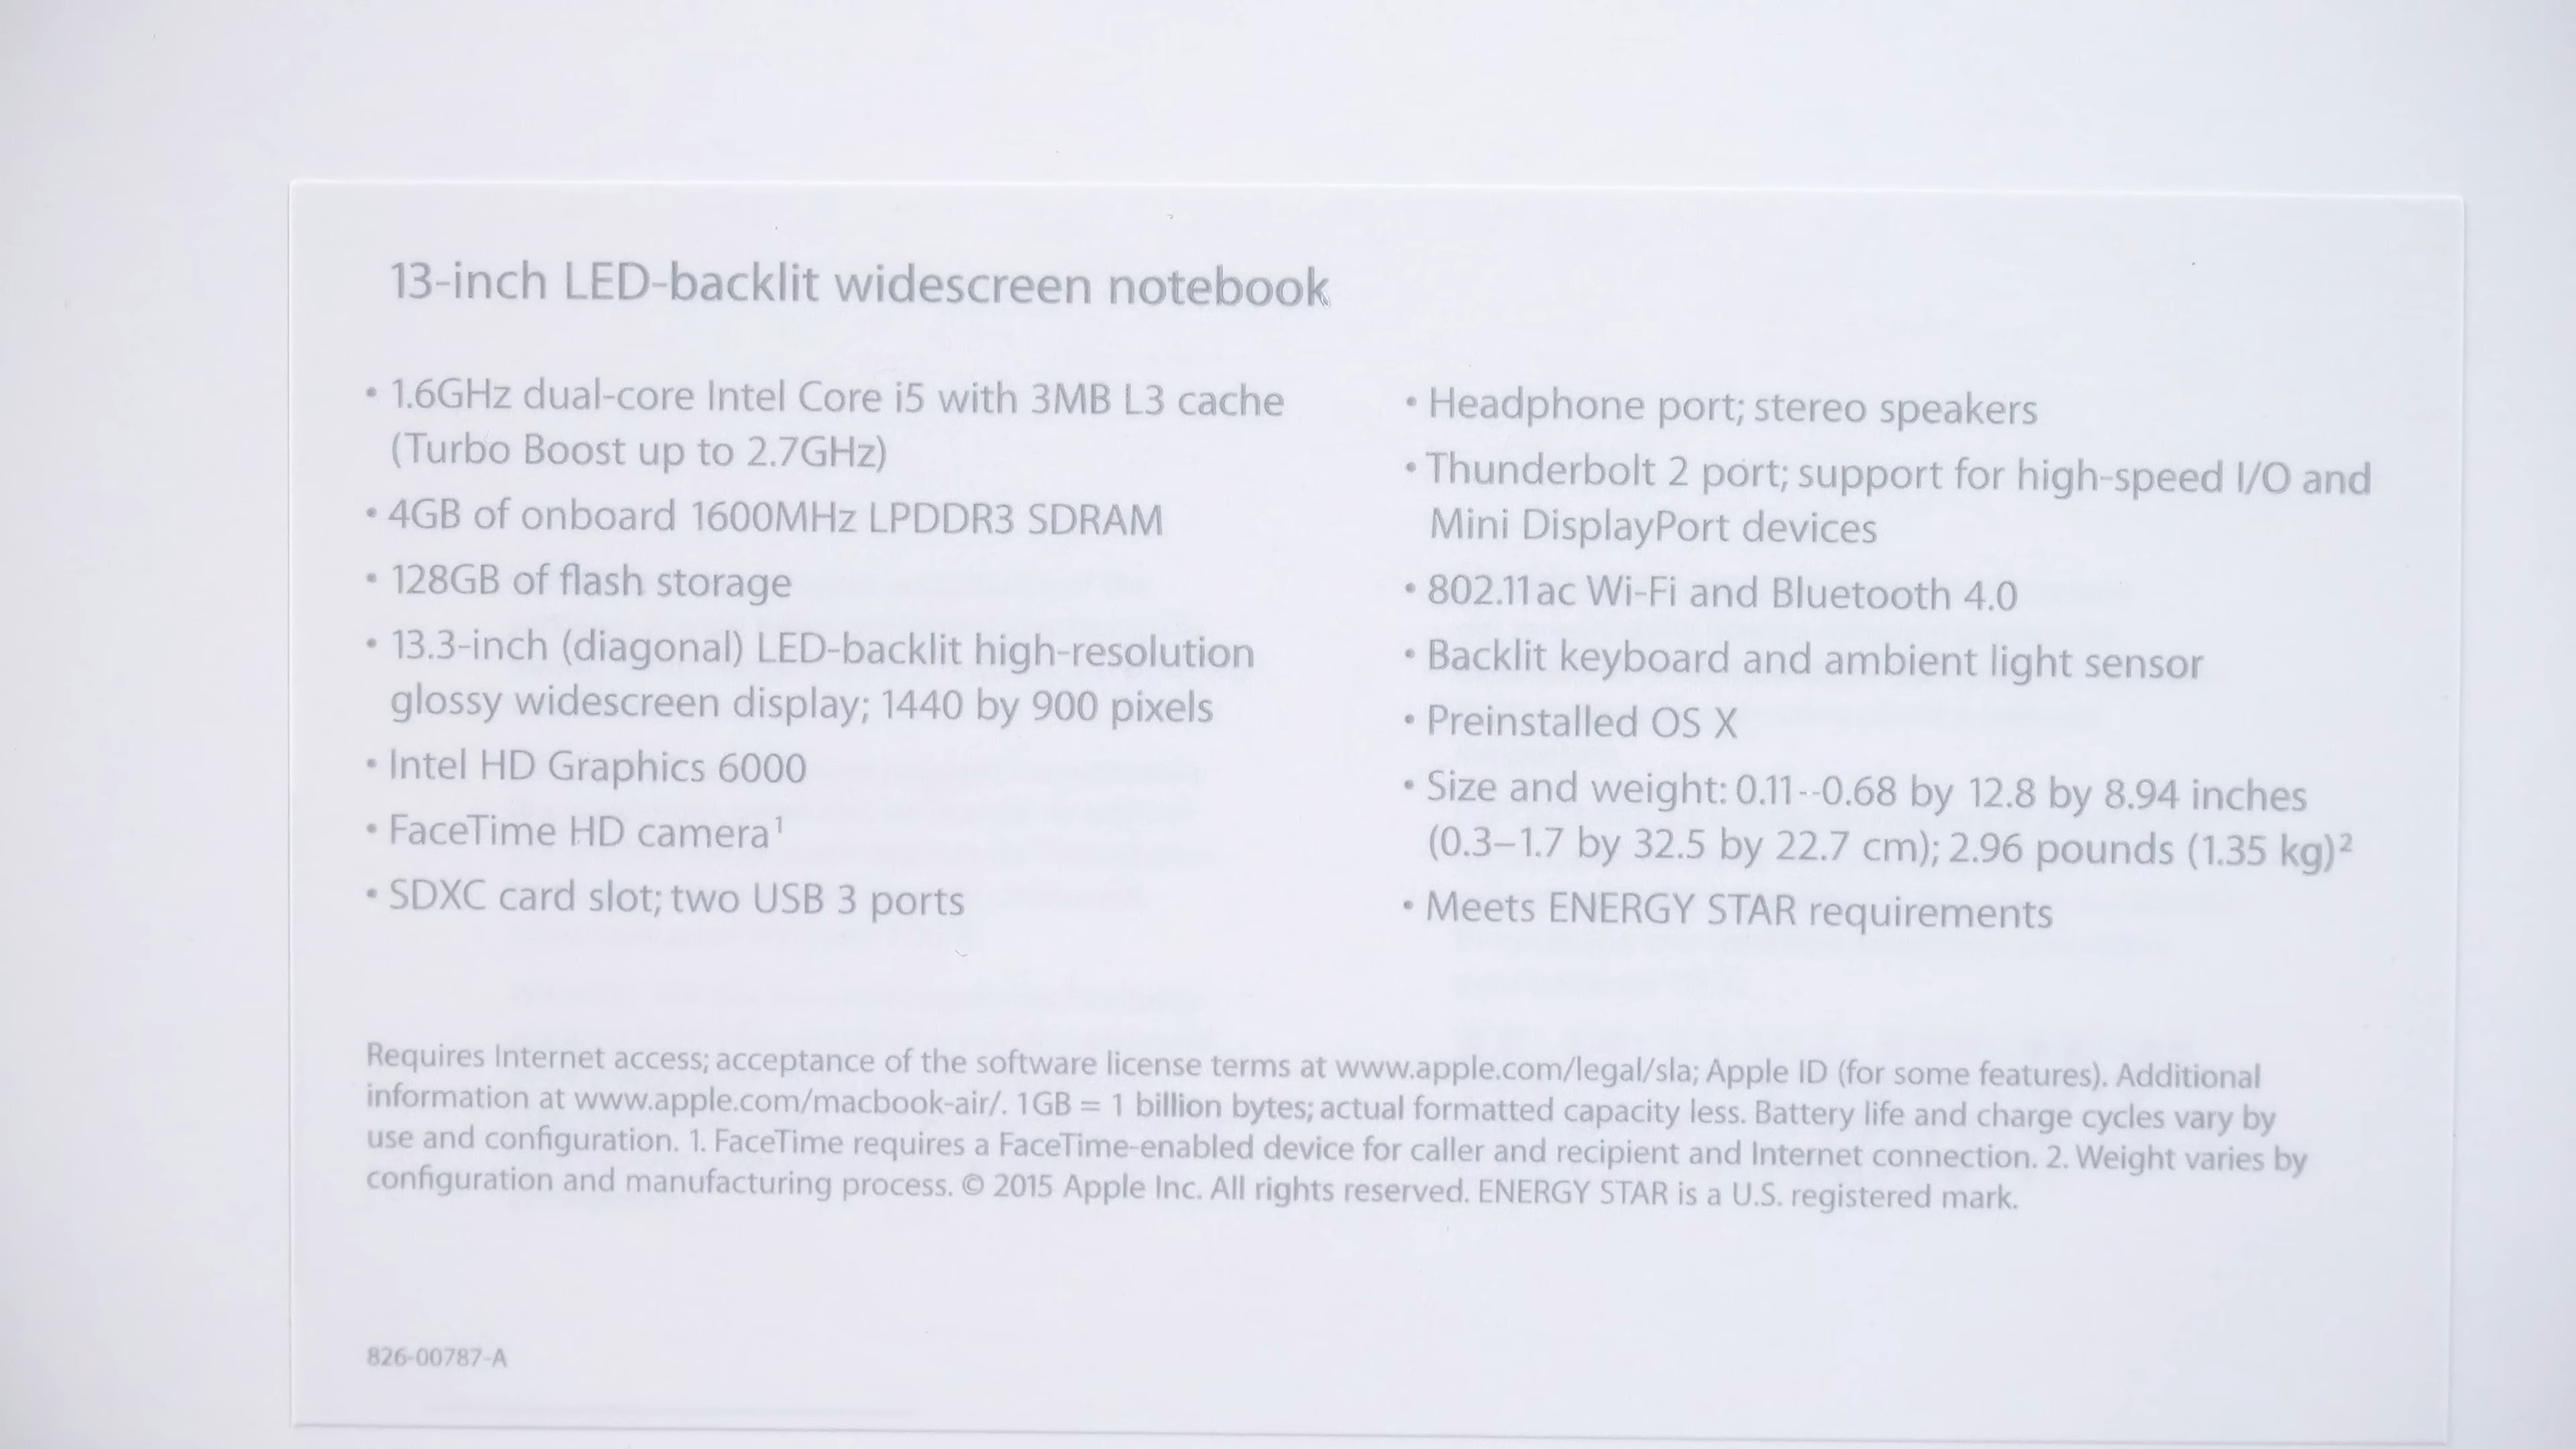 13-inch LED-backlit widescreen notebook
• 1.6GHz dual-core Intel Core i5 with 3MB L3 cache
(Turbo Boost up to 2.7GHz)
• 4GB of onboard 1600MHz LPDDR3 SDRAM
• 128GB of flash storage
• 13.3-inch (diagonal) LED-backlit high-resolution
glossy widescreen display; 1440 by 900 pixels
• Intel HD Graphics 6000
• FaceTime HD camera¹
• SDXC card slot; two USB 3 ports
• Headphone port; stereo speakers
• Thunderbolt 2 port; support for high-speed I/O and
Mini DisplayPort devices
• 802.11ac Wi-Fi and Bluetooth 4.0
• Backlit keyboard and ambient light sensor
• Preinstalled OS X
• Size and weight: 0.11--0.68 by 12.8 by 8.94 inches
(0.3–1.7 by 32.5 by 22.7 cm); 2.96 pounds (1.35 kg)²
• Meets ENERGY STAR requirements
Requires Internet access; acceptance of the software license terms at www.apple.com/legal/sla; Apple ID (for some features). Additional
information at www.apple.com/macbook-air/. 1GB = 1 billion bytes; actual formatted capacity less. Battery life and charge cycles vary by
use and configuration. 1. FaceTime requires a FaceTime-enabled device for caller and recipient and Internet connection. 2. Weight varies by
configuration and manufacturing process. © 2015 Apple Inc. All rights reserved. ENERGY STAR is a U.S. registered mark.
826-00787-A